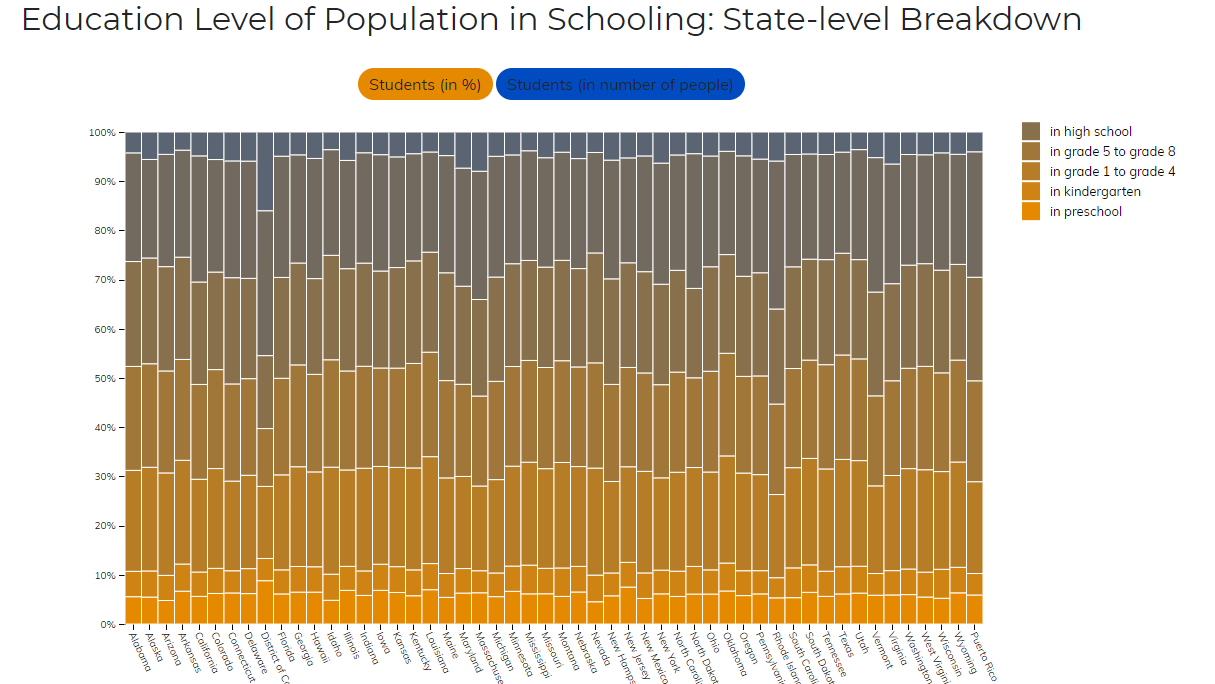 Education Level of Population in Schooling: State-level Breakdown
Students (in %) Students (in number of people)
100%
90%
80%
70%
60%
50%
40%
30%
20%
10%
0%
in high school
in grade 5 to grade 8
in grade 1 to grade 4
in kindergarten
in preschool
Alabama
Alaska
Arizona
Arkansas
California
Colorado
Connecticut
Delaware
District of Co
Florida
Georgia
Hawaii
Idaho
Illinois
Indiana
Iowa
Kansas
Kentucky
Louisiana
Maine
Maryland
Massachuse
Michigan
Minnesota
Mississippi
Missouri
Montana
Nebraska
Nevada
New Hamps
New Jersey
New Mexico
New York
North Caroli
North Dakot
Ohio
Oklahoma
Oregon
Pennsylvani
Rhode Islan
South Caroli
South Dakot
Tennessee
Texas
Utah
Vermont
Virginia
Washington
West Virgini
Wisconsin
Wyoming
Puerto Rico